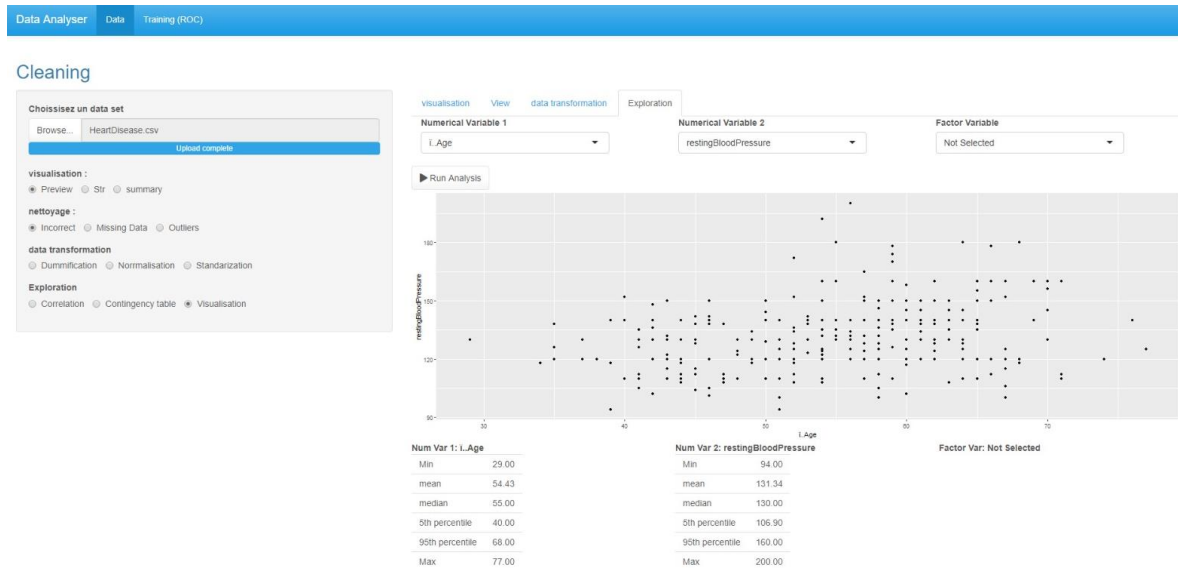 Data Analyser Data Training (ROC)
Cleaning
Choissisez un data set
Browse... HeartDisease.csv
Upload complete
visualisation :
Preview Str summary
nettoyage :
Incorrect Missing Data Outliers
data transformation
Dummification Norrmalisation Standarization
Exploration
Correlation Contingency table Visualisation
visualisation View data transformation Exploration
Numerical Variable 1 Numerical Variable 2 Factor Variable
ï..Age restingBloodPressure Not Selected
Run Analysis
180-
150-
120-
90-
restingBloodPressure
30 40 50 60 70
ï..Age
Num Var 1: ï..Age Num Var 2: restingBloodPressure Factor Var: Not Selected
Min 29.00 Min 94.00
mean 54.43 mean 131.34
median 55.00 median 130.00
5th percentile 40.00 5th percentile 106.90
95th percentile 68.00 95th percentile 160.00
Max 77.00 Max 200.00